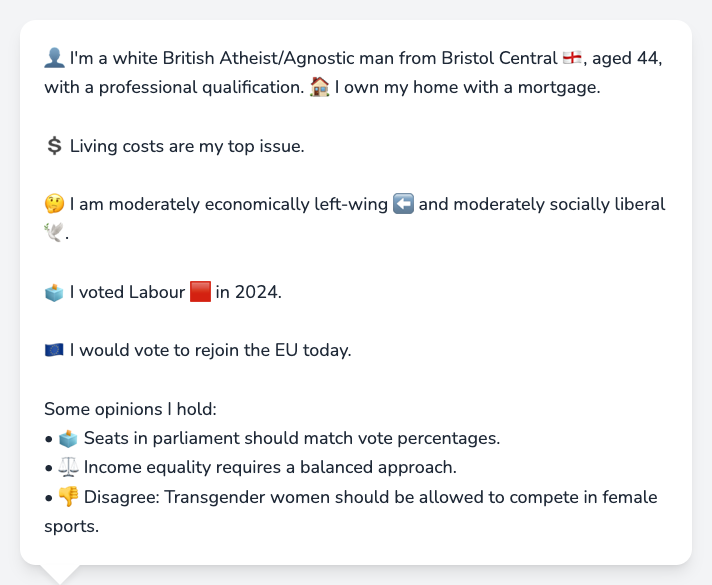 👤 I'm a white British Atheist/Agnostic man from Bristol Central 🏴󠁧󠁢󠁥󠁮󠁧󠁿, aged 44,
with a professional qualification. 🏠 I own my home with a mortgage.
💲 Living costs are my top issue.
🤔 I am moderately economically left-wing ⬅️ and moderately socially liberal
🕊️.
🗳️ I voted Labour 🟥 in 2024.
🇪🇺 I would vote to rejoin the EU today.
Some opinions I hold:
• 🗳️ Seats in parliament should match vote percentages.
• ⚖️ Income equality requires a balanced approach.
• 👎 Disagree: Transgender women should be allowed to compete in female
sports.